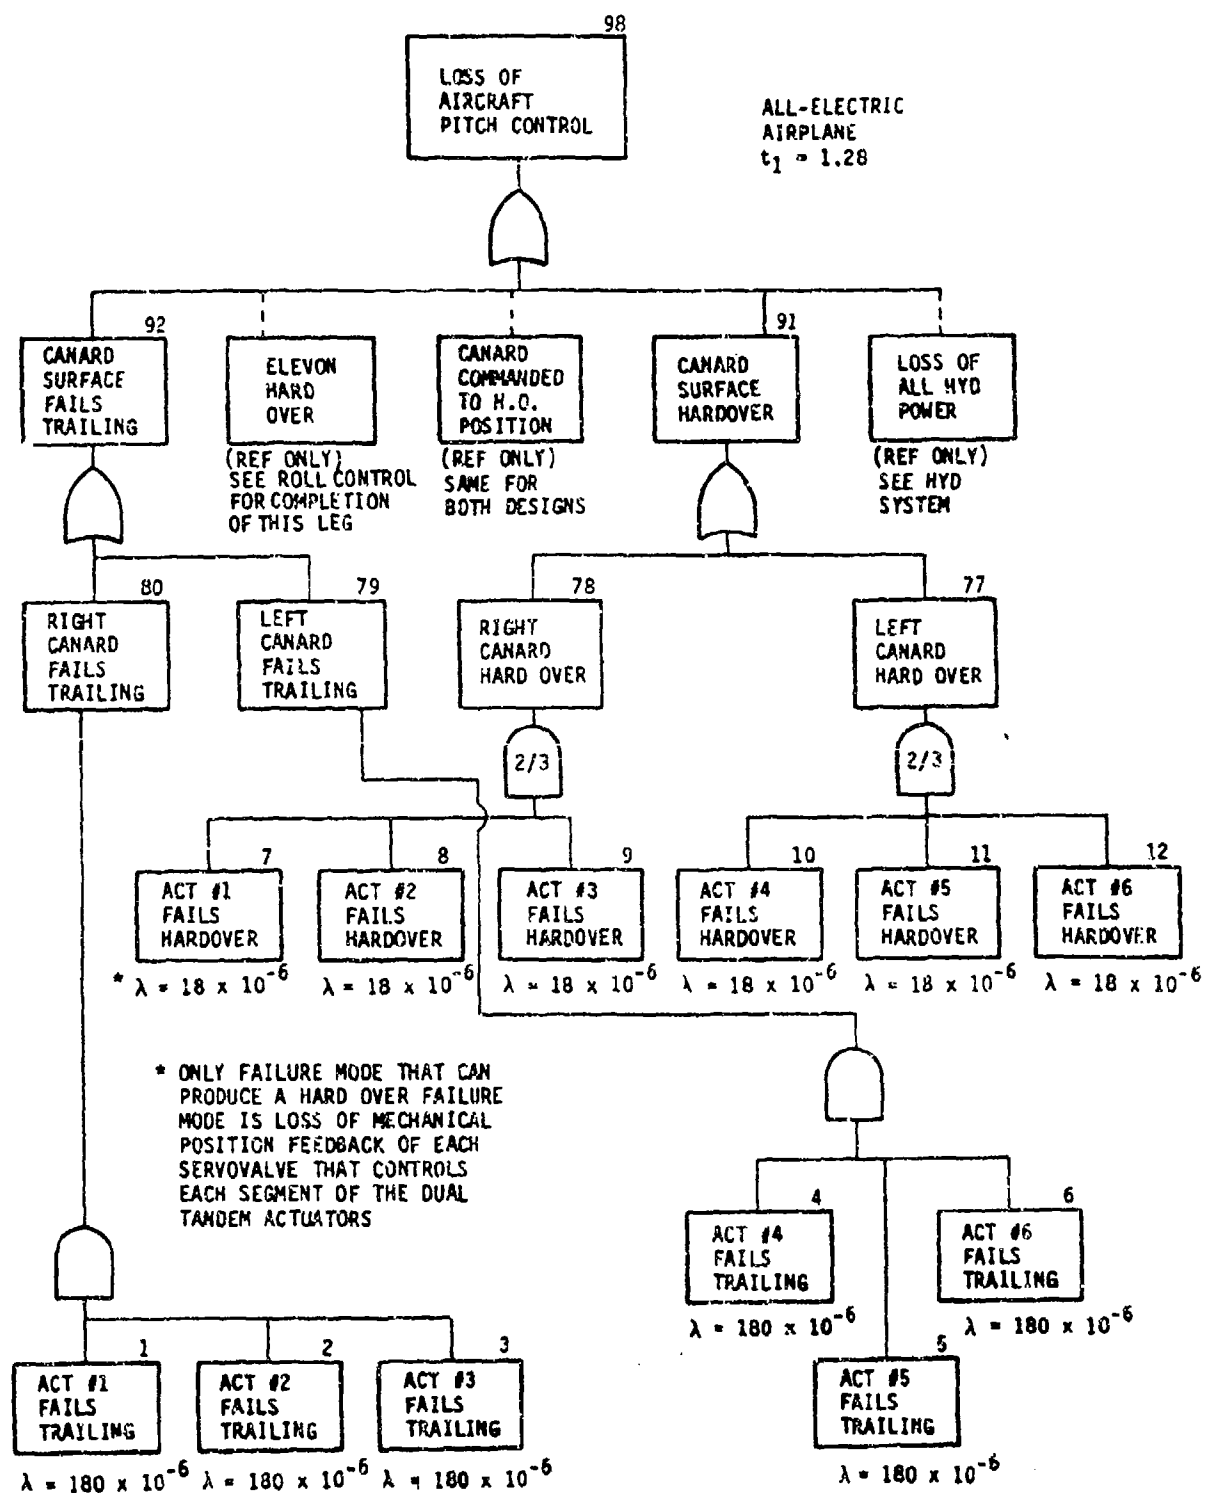 98
LOSS OF
AIRCRAFT
PITCH CONTROL
ALL-ELECTRIC
AIRPLANE
t1 = 1.28
92
CANARD
SURFACE
FAILS
TRAILING
ELEVON
HARD
OVER
(REF ONLY)
SEE ROLL CONTROL
FOR COMPLETION
OF THIS LEG
CANARD
COMMANDED
TO H.O.
POSITION
(REF ONLY)
SAME FOR
BOTH DESIGNS
91
CANARD
SURFACE
HARDOVER
LOSS OF
ALL HYD
POWER
(REF ONLY)
SEE HYD
SYSTEM
80
RIGHT
CANARD
FAILS
TRAILING
79
LEFT
CANARD
FAILS
TRAILING
78
RIGHT
CANARD
HARD OVER
77
LEFT
CANARD
HARD OVER
2/3
2/3
7
ACT #1
FAILS
HARDOVER
* λ = 18 x 10^-6
8
ACT #2
FAILS
HARDOVER
λ = 18 x 10^-6
9
ACT #3
FAILS
HARDOVER
λ = 18 x 10^-6
10
ACT #4
FAILS
HARDOVER
λ = 18 x 10^-6
11
ACT #5
FAILS
HARDOVER
λ = 18 x 10^-6
12
ACT #6
FAILS
HARDOVER
λ = 18 x 10^-6
* ONLY FAILURE MODE THAT CAN
PRODUCE A HARD OVER FAILURE
MODE IS LOSS OF MECHANICAL
POSITION FEEDBACK OF EACH
SERVOVALVE THAT CONTROLS
EACH SEGMENT OF THE DUAL
TANDEM ACTUATORS
4
ACT #4
FAILS
TRAILING
λ = 180 x 10^-6
6
ACT #6
FAILS
TRAILING
λ = 180 x 10^-6
5
ACT #5
FAILS
TRAILING
λ = 180 x 10^-6
1
ACT #1
FAILS
TRAILING
λ = 180 x 10^-6
2
ACT #2
FAILS
TRAILING
λ = 180 x 10^-6
3
ACT #3
FAILS
TRAILING
λ = 180 x 10^-6